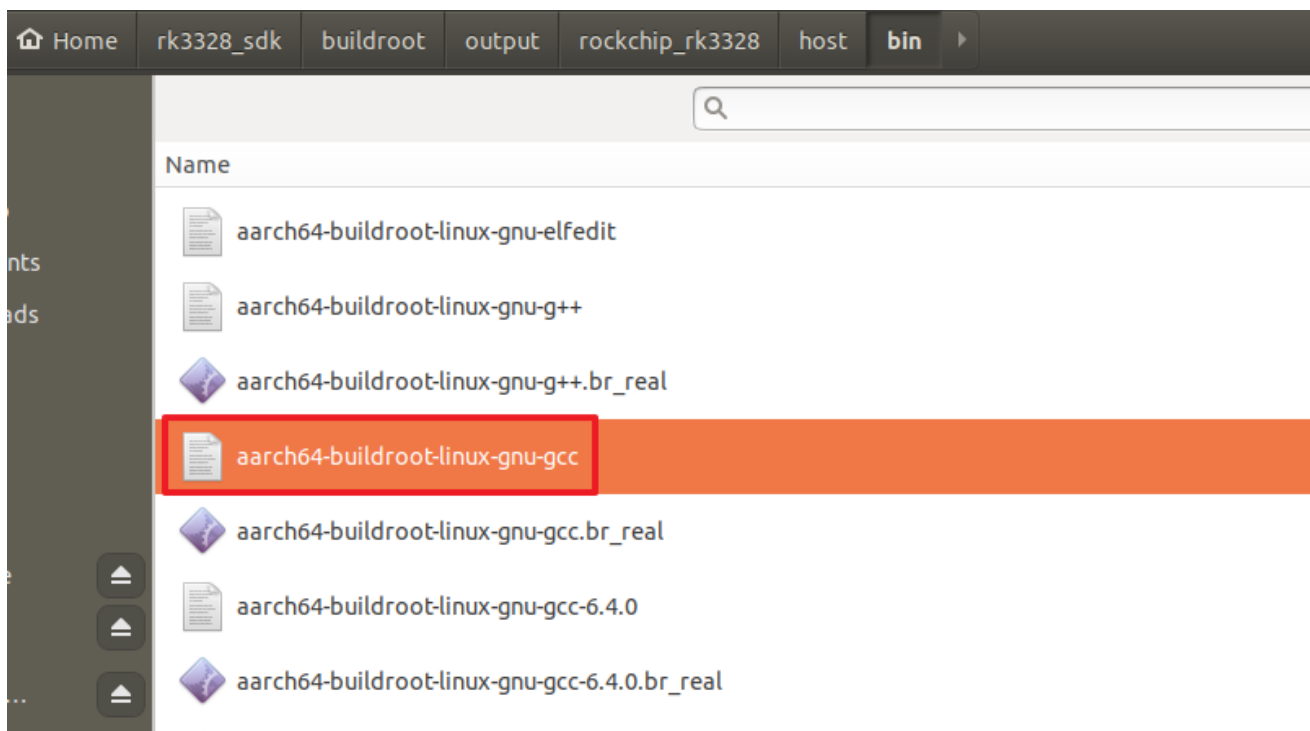 Home rk3328_sdk buildroot output rockchip_rk3328 host bin
Name
aarch64-buildroot-linux-gnu-elfedit
aarch64-buildroot-linux-gnu-g++
nts
ads
aarch64-buildroot-linux-gnu-g++.br_real
aarch64-buildroot-linux-gnu-gcc
aarch64-buildroot-linux-gnu-gcc.br_real
aarch64-buildroot-linux-gnu-gcc-6.4.0
aarch64-buildroot-linux-gnu-gcc-6.4.0.br_real
...